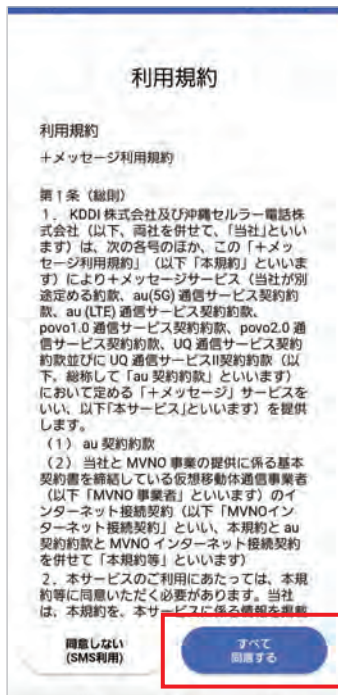 利用規約
利用規約
＋メッセージ利用規約
第1条（総則）
1． KDDI 株式会社及び沖縄セルラー電話株
式会社（以下、両社を併せて、「当社」といい
ます）は、次の各号のほか、この「＋メッ
セージ利用規約」（以下「本規約」といいま
す）により＋メッセージサービス（当社が別
途定める約款、au(5G) 通信サービス契約約
款、au (LTE) 通信サービス契約約款、
povo1.0 通信サービス契約約款、povo2.0 通
信サービス契約約款、UQ 通信サービス契約
約款並びに UQ 通信サービスII契約約款（以
下、総称して「au 契約約款」といいます）
において定める「＋メッセージ」サービスを
いい、以下「本サービス」といいます）を提供
します。
（1） au 契約約款
（2） 当社と MVNO 事業の提供に係る基本
契約書を締結している仮想移動体通信事業者
（以下「MVNO 事業者」といいます）のイ
ンターネット接続契約（以下「MVNOイン
ターネット接続契約」といい、本規約と au
契約約款と MVNO インターネット接続契約
を併せて「本規約等」といいます）
2．本サービスのご利用にあたっては、本規
約等に同意いただく必要があります。当社
は、本規約を、本サービスに係る情報を掲載
同意しない
(SMS利用)
すべて
同意する